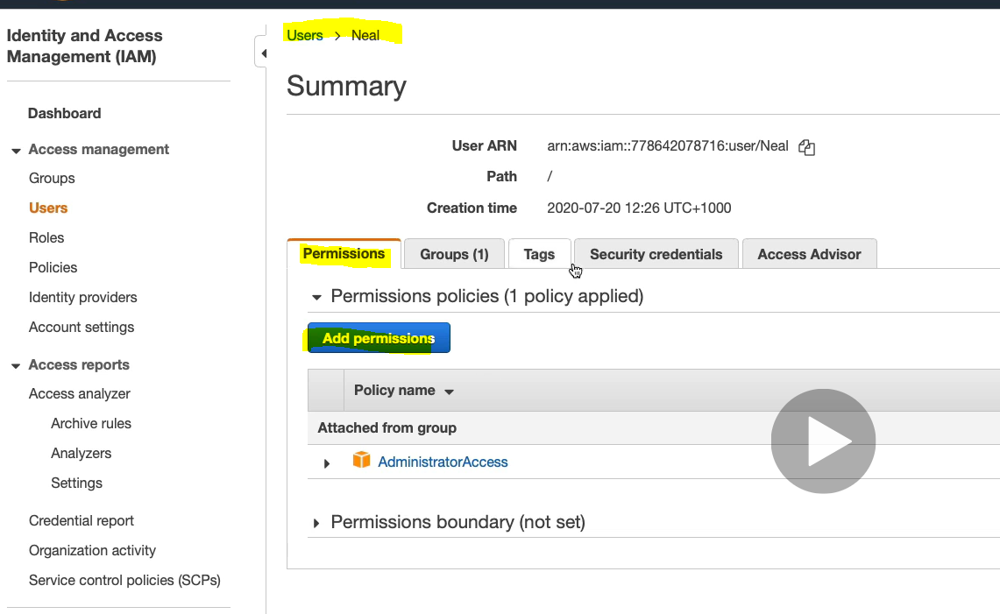 Identity and Access
Management (IAM)
Dashboard
Access management
Groups
Users
Roles
Policies
Identity providers
Account settings
Access reports
Access analyzer
Archive rules
Analyzers
Settings
Credential report
Organization activity
Service control policies (SCPs)
Users > Neal
Summary
User ARN arn:aws:iam::778642078716:user/Neal
Path /
Creation time 2020-07-20 12:26 UTC+1000
Permissions Groups (1) Tags Security credentials Access Advisor
Permissions policies (1 policy applied)
Add permissions
Policy name
Attached from group
AdministratorAccess
Permissions boundary (not set)